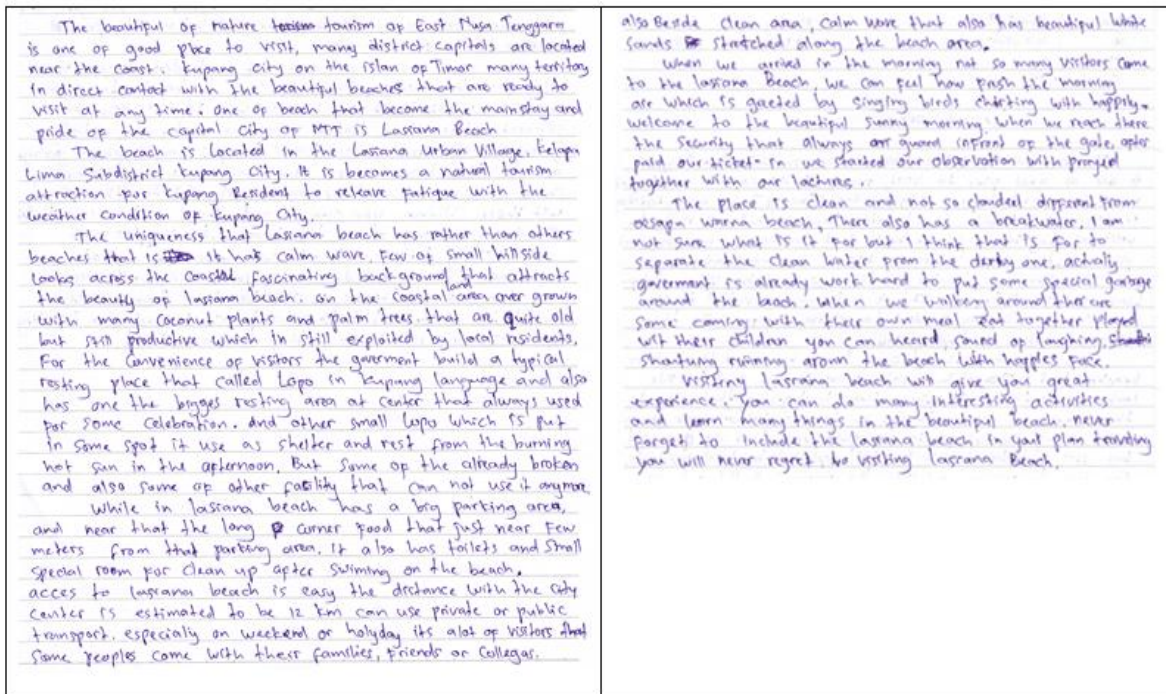 The beautiful of nature tourism of East Nusa Tenggara
is one of good place to visit, many district capitals are located
near the coast. Kupang city on the islan of Timor many territoy
in direct contact with the beautiful beaches that are ready to
visit at any time. one of beach that become the mainstay and
pride of the capital city of NTT is Lasiana Beach
The beach is located in the Lasiana Urban Village, Kelapa
Lima Subdistrict Kupang City. It is becomes a natural tourism
attraction for Kupang Resident to releave fatigue with the
weather condition of Kupang City.
The uniqueness that Lasiana beach has rather than others
beaches that is it has calm wave. Few of small hillside
Looks across the coastal fascinating background that attracts
the beauty of lasiana beach. on the coastal land area over grown
with many coconut plants and palm trees. that are quite old
but still productive which in still exploited by local residents.
For the convenience of visitors the goverment build a typical
resting place that called Lopo in Kupang language and also
has one the bigges resting area at center that always used
for some celebration. And other small lopo which is put
in some spot it use as shelter and rest from the burning
hot sun in the afternoon. But some of the already broken
and also some of other facility that can not use it anymore
While in lasiana beach has a big parking area,
and near that the long corner food that just near few
meters from that parking area. It also has toilets and small
special room for clean up after swiming on the beach.
acces to lasiana beach is easy the distance with the city
center is estimated to be 12 km can use private or public
transport. especialy on weekend or holyday its alot of visitors that
some peoples come with their families, friends or collegas.
also Beside clean area, calm wave that also has beautiful white
sands stretched along the beach area.
When we arrived in the morning not so many visitors come
to the lasiana Beach, we can feel how fresh the morning
air which is greeted by singing birds with happily.
welcome to the beautiful sunny morning. when we reach there
the security that always guard infront of the gate, after
paid our ticket in we started our observation with prayed
together with our lectures.
The place is clean and not so different from
oesapa warna beach. There also has a breakwater. I am
not sure what is it for but I think that is for to
separate the clean water from the derty one. actualy
goverment is already work hard to put some special garbage
around the beach. when we walking around ther are
some coming with their own meal eat together played
wit their children you can heard sound of laughing,
shantung running aroun the beach with happies face.
Visiting lasiana beach will give you great
experience. you can do many interesting activities
and learn many things in the beautiful beach. never
forget to include the lasiana beach in your plan traveling
you will never regret to visiting lasiana Beach.